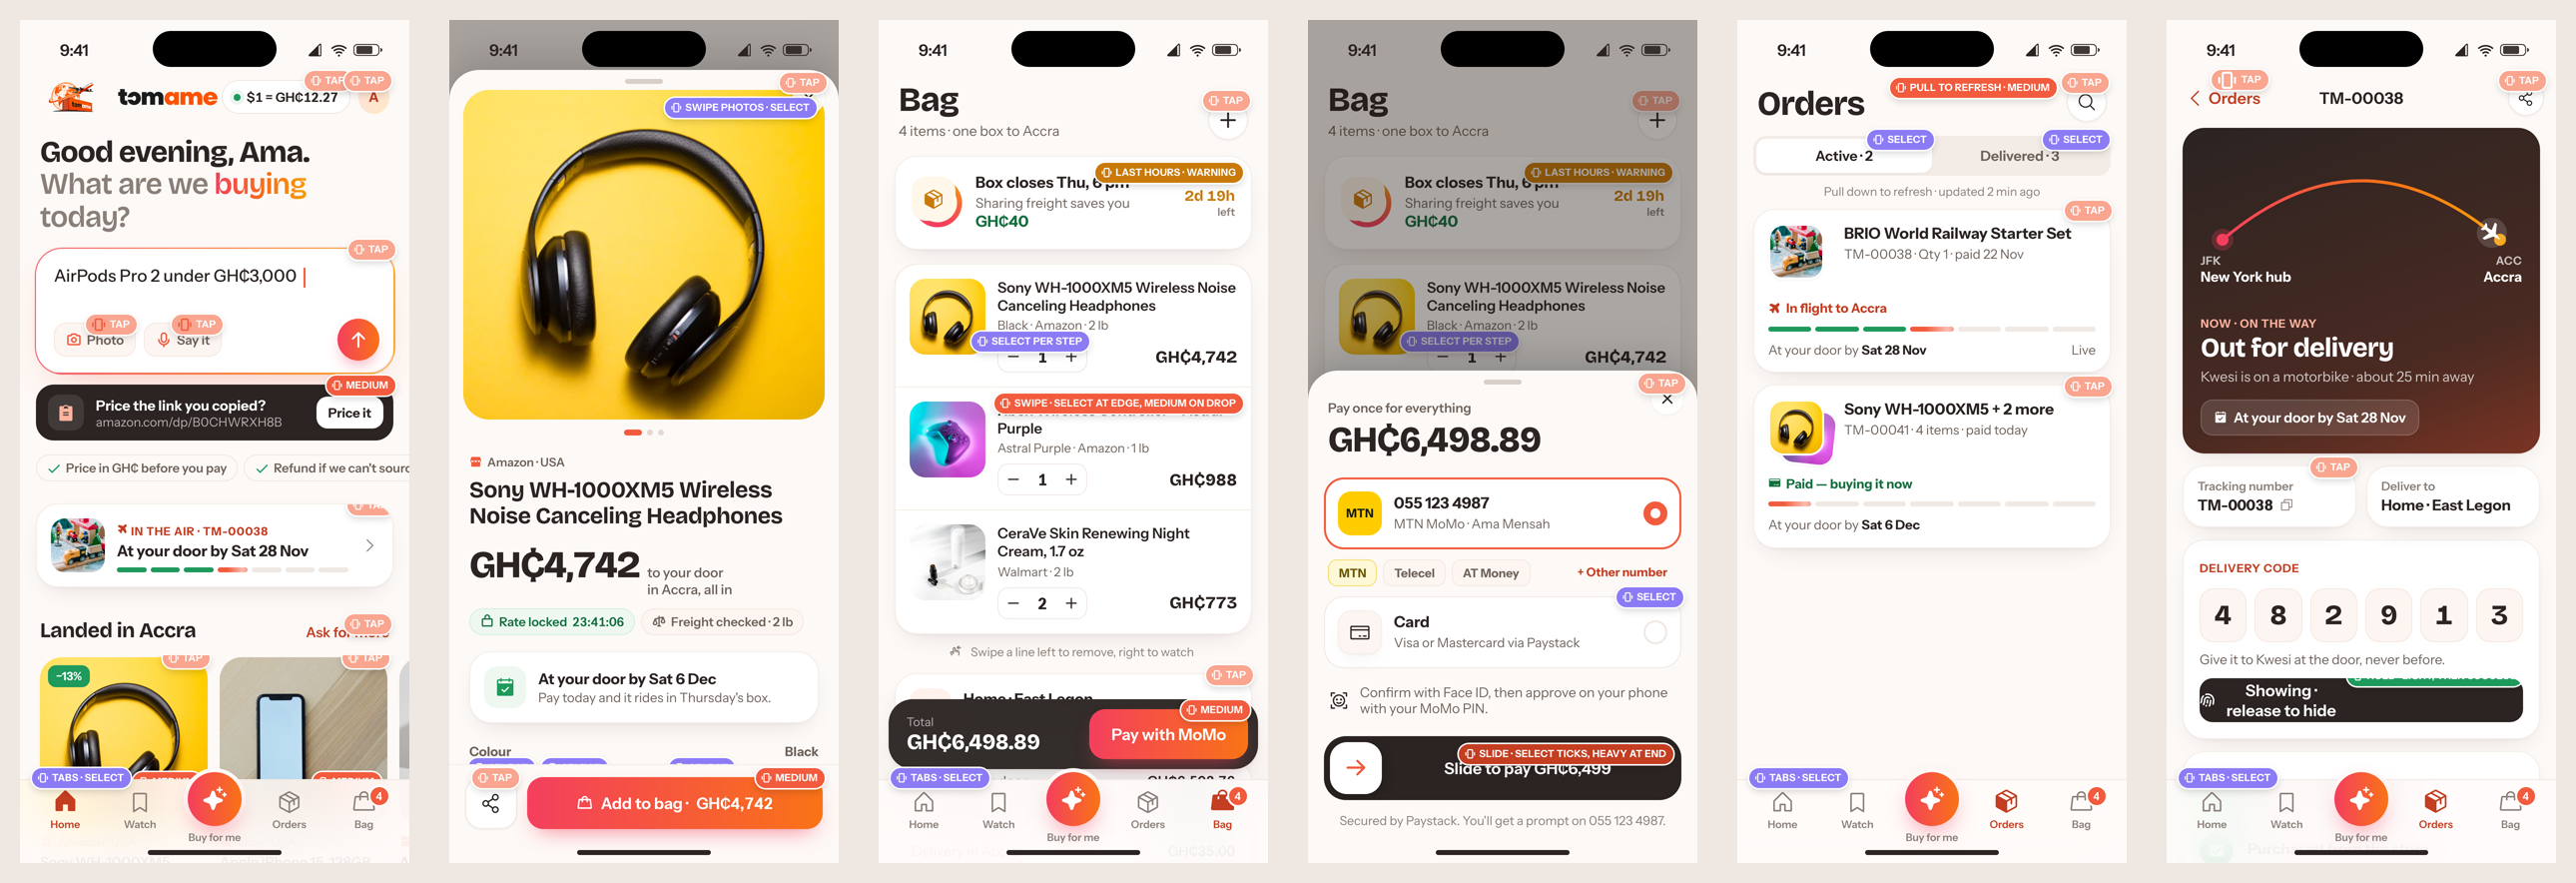 9:41
TAP
TAP
tomame
$1 = GH₵12.27
A
Good evening, Ama.
What are we buying
today?
TAP
AirPods Pro 2 under GH₵3,000
TAP
TAP
Photo
Say it
MEDIUM
Price the link you copied?
amazon.com/dp/B0CHWRXH8B
Price it
Price in GH₵ before you pay
Refund if we can't sourc
IN THE AIR · TM-00038
At your door by Sat 28 Nov
Landed in Accra
TAP
Ask for more
TAP
TAP
-13%
TABS · SELECT
Home
Watch
Buy for me
Orders
4
Bag
9:41
TAP
SWIPE PHOTOS · SELECT
Amazon · USA
Sony WH-1000XM5 Wireless
Noise Canceling Headphones
GH₵4,742
to your door
in Accra, all in
Rate locked 23:41:06
Freight checked · 2 lb
At your door by Sat 6 Dec
Pay today and it rides in Thursday's box.
Colour
Black
TAP
MEDIUM
Add to bag · GH₵4,742
9:41
Bag
TAP
4 items · one box to Accra
LAST HOURS · WARNING
Box closes Thu, 6 pm
2d 19h
left
Sharing freight saves you
GH₵40
Sony WH-1000XM5 Wireless Noise
Canceling Headphones
Black · Amazon · 2 lb
SELECT PER STEP
1
GH₵4,742
SWIPE · SELECT AT EDGE, MEDIUM ON DROP
Purple
Astral Purple · Amazon · 1 lb
1
GH₵988
CeraVe Skin Renewing Night
Cream, 1.7 oz
Walmart · 2 lb
2
GH₵773
Swipe a line left to remove, right to watch
TAP
Home · East Legon
MEDIUM
Total
GH₵6,498.89
Pay with MoMo
TABS · SELECT
Home
Watch
Buy for me
Orders
4
Bag
9:41
Bag
TAP
4 items · one box to Accra
LAST HOURS · WARNING
Box closes Thu, 6 pm
2d 19h
left
Sharing freight saves you
GH₵40
Sony WH-1000XM5 Wireless Noise
Canceling Headphones
Black · Amazon · 2 lb
SELECT PER STEP
1
GH₵4,742
TAP
Pay once for everything
GH₵6,498.89
MTN
055 123 4987
MTN MoMo · Ama Mensah
MTN
Telecel
AT Money
+ Other number
SELECT
Card
Visa or Mastercard via Paystack
Confirm with Face ID, then approve on your phone
with your MoMo PIN.
SLIDE · SELECT TICKS, HEAVY AT END
Slide to pay GH₵6,499
Secured by Paystack. You'll get a prompt on 055 123 4987.
9:41
PULL TO REFRESH · MEDIUM
TAP
Orders
SELECT
SELECT
Active · 2
Delivered · 3
Pull down to refresh · updated 2 min ago
TAP
BRIO World Railway Starter Set
TM-00038 · Qty 1 · paid 22 Nov
In flight to Accra
At your door by Sat 28 Nov
Live
TAP
Sony WH-1000XM5 + 2 more
TM-00041 · 4 items · paid today
Paid — buying it now
At your door by Sat 6 Dec
TABS · SELECT
Home
Watch
Buy for me
Orders
4
Bag
9:41
TAP
TAP
Orders
TM-00038
JFK
New York hub
ACC
Accra
NOW · ON THE WAY
Out for delivery
Kwesi is on a motorbike · about 25 min away
At your door by Sat 28 Nov
TAP
Tracking number
TM-00038
Deliver to
Home · East Legon
DELIVERY CODE
4 8 2 9 1 3
Give it to Kwesi at the door, never before.
Showing ·
release to hide
TABS · SELECT
Home
Watch
Buy for me
Orders
4
Bag